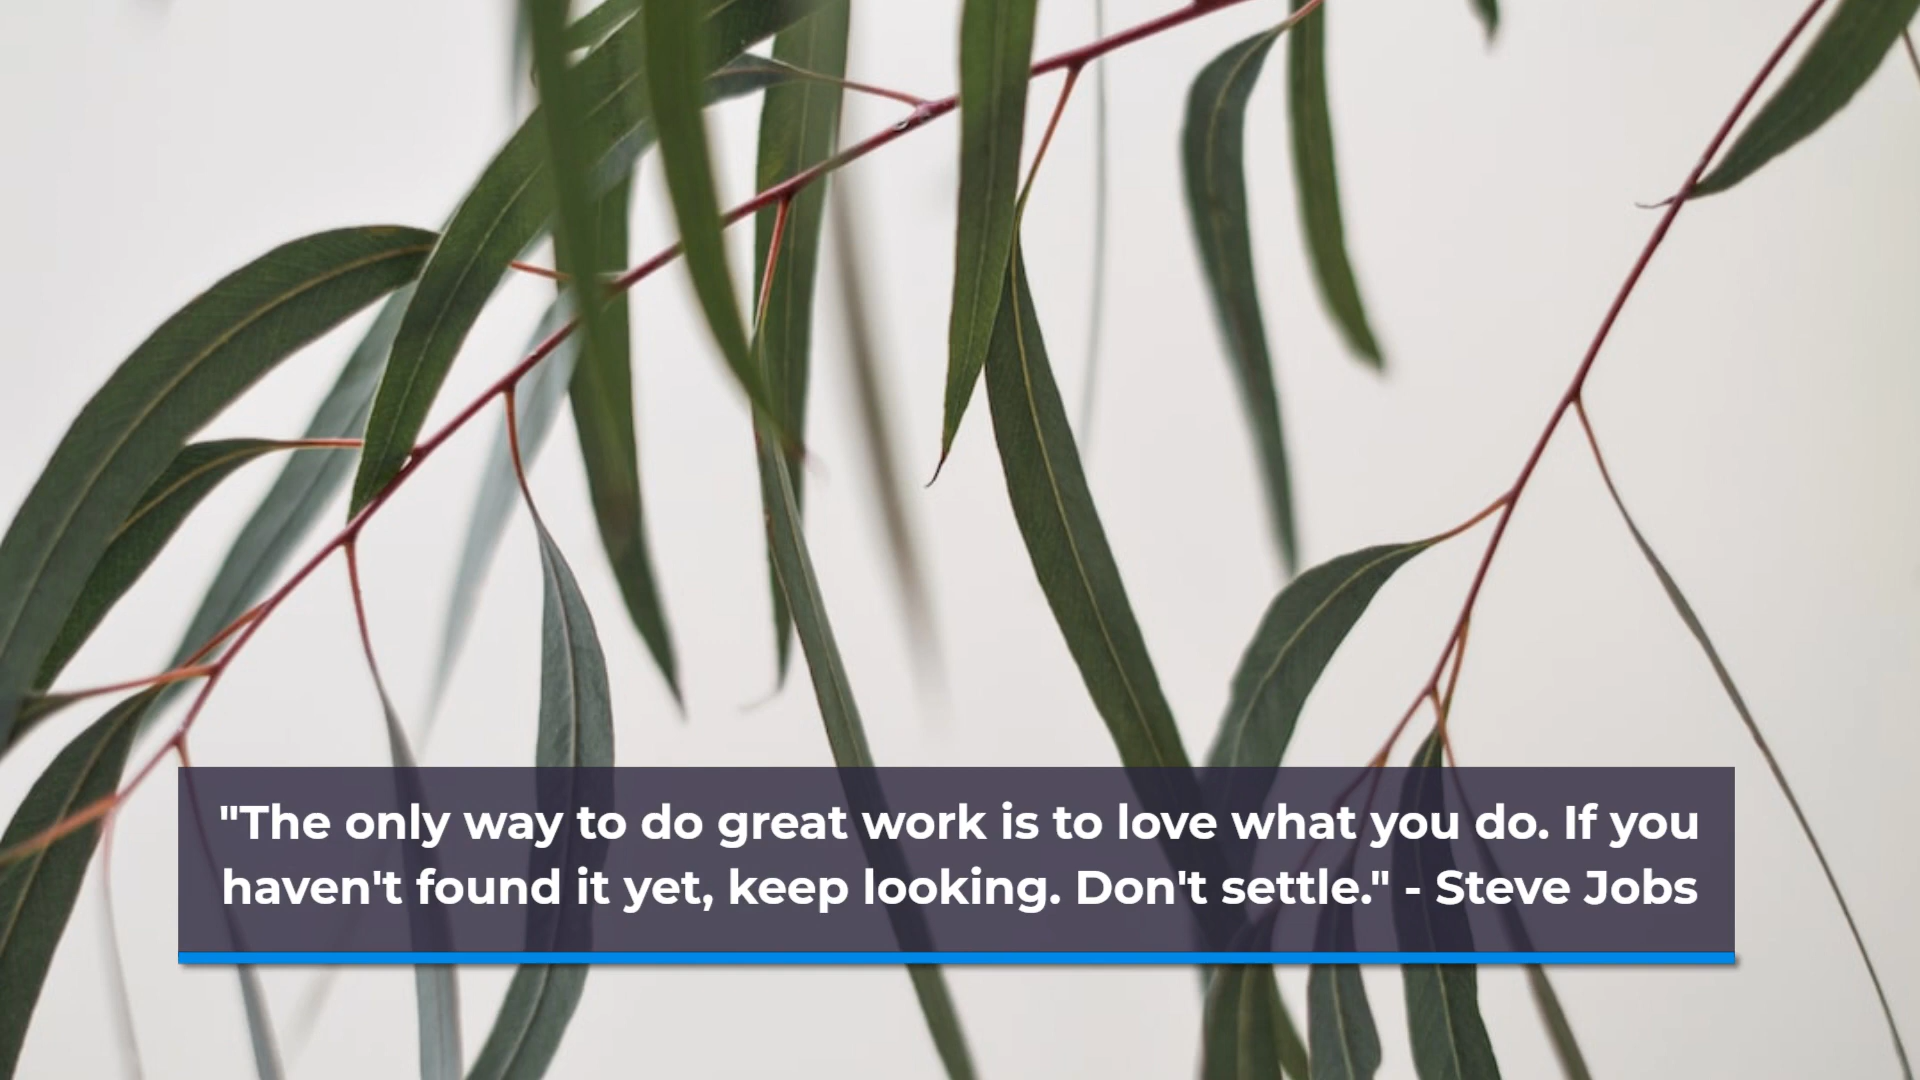 "The only way to do great work is to love what you do. If you
haven't found it yet, keep looking. Don't settle." - Steve Jobs